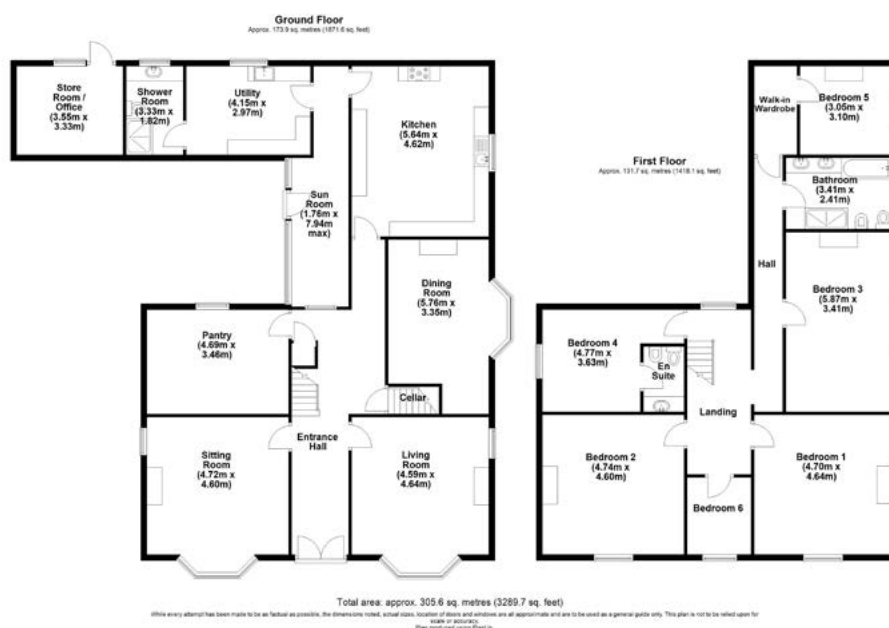 Ground Floor
Approx. 173.9 sq. metres (1871.6 sq. feet)
Store
Room /
Office
(3.55m x
3.33m)
Shower
Room
(3.33m x
1.82m)
Utility
(4.15m x
2.97m)
Kitchen
(5.64m x
4.62m)
Sun
Room
(1.76m x
7.94m
max)
Dining
Room
(5.76m x
3.35m)
Pantry
(4.69m x
3.46m)
Cellar
Entrance
Hall
Sitting
Room
(4.72m x
4.60m)
Living
Room
(4.59m x
4.64m)
First Floor
Approx. 131.7 sq. metres (1418.1 sq. feet)
Walk-in
Wardrobe
Bedroom 5
(3.05m x
3.10m)
Bathroom
(3.41m x
2.41m)
Hall
Bedroom 3
(5.87m x
3.41m)
Bedroom 4
(4.77m x
3.63m)
En
Suite
Landing
Bedroom 2
(4.74m x
4.60m)
Bedroom 1
(4.70m x
4.64m)
Bedroom 6
Total area: approx. 305.6 sq. metres (3289.7 sq. feet)
While every attempt has been made to be as factual as possible, the dimensions noted, actual sizes, location of doors and windows are all approximate and are to be used as a general guide only. This plan is not to be relied upon for
scale or accuracy.
Plan produced using PlanUp.